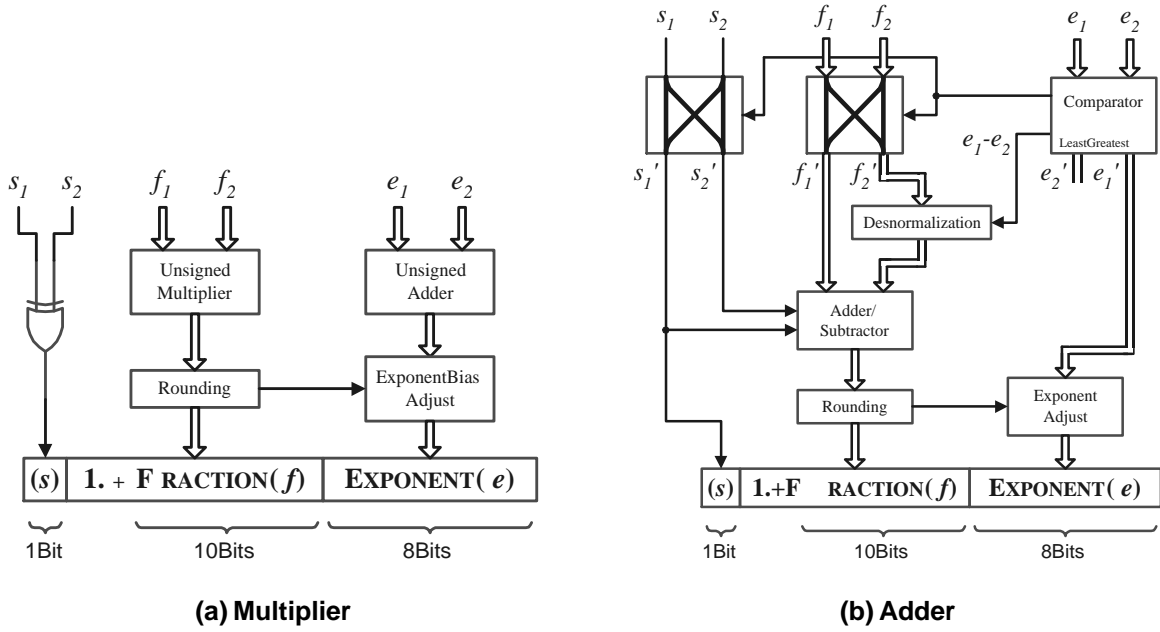 s1 s2
f1 f2
e1 e2
Unsigned
Multiplier
Unsigned
Adder
Rounding
ExponentBias
Adjust
(s) 1. + F RACTION( f ) EXPONENT( e )
1Bit 10Bits 8Bits
(a) Multiplier
s1 s2 f1 f2 e1 e2
Comparator
LeastGreatest
e1-e2
s1' s2' f1' f2' e2' e1'
Desnormalization
Adder/
Subtractor
Rounding
Exponent
Adjust
(s) 1.+F RACTION( f ) EXPONENT( e )
1Bit 10Bits 8Bits
(b) Adder